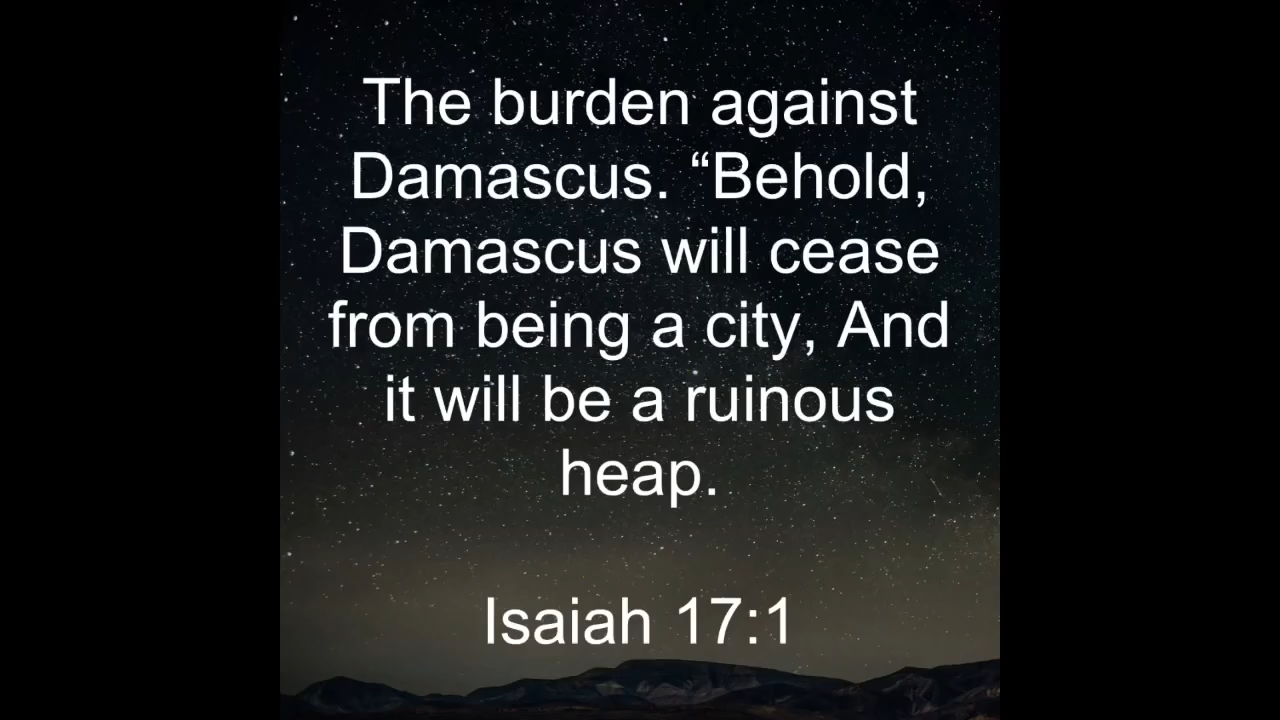 The burden against
Damascus. “Behold,
Damascus will cease
from being a city, And
it will be a ruinous
heap.
Isaiah 17:1